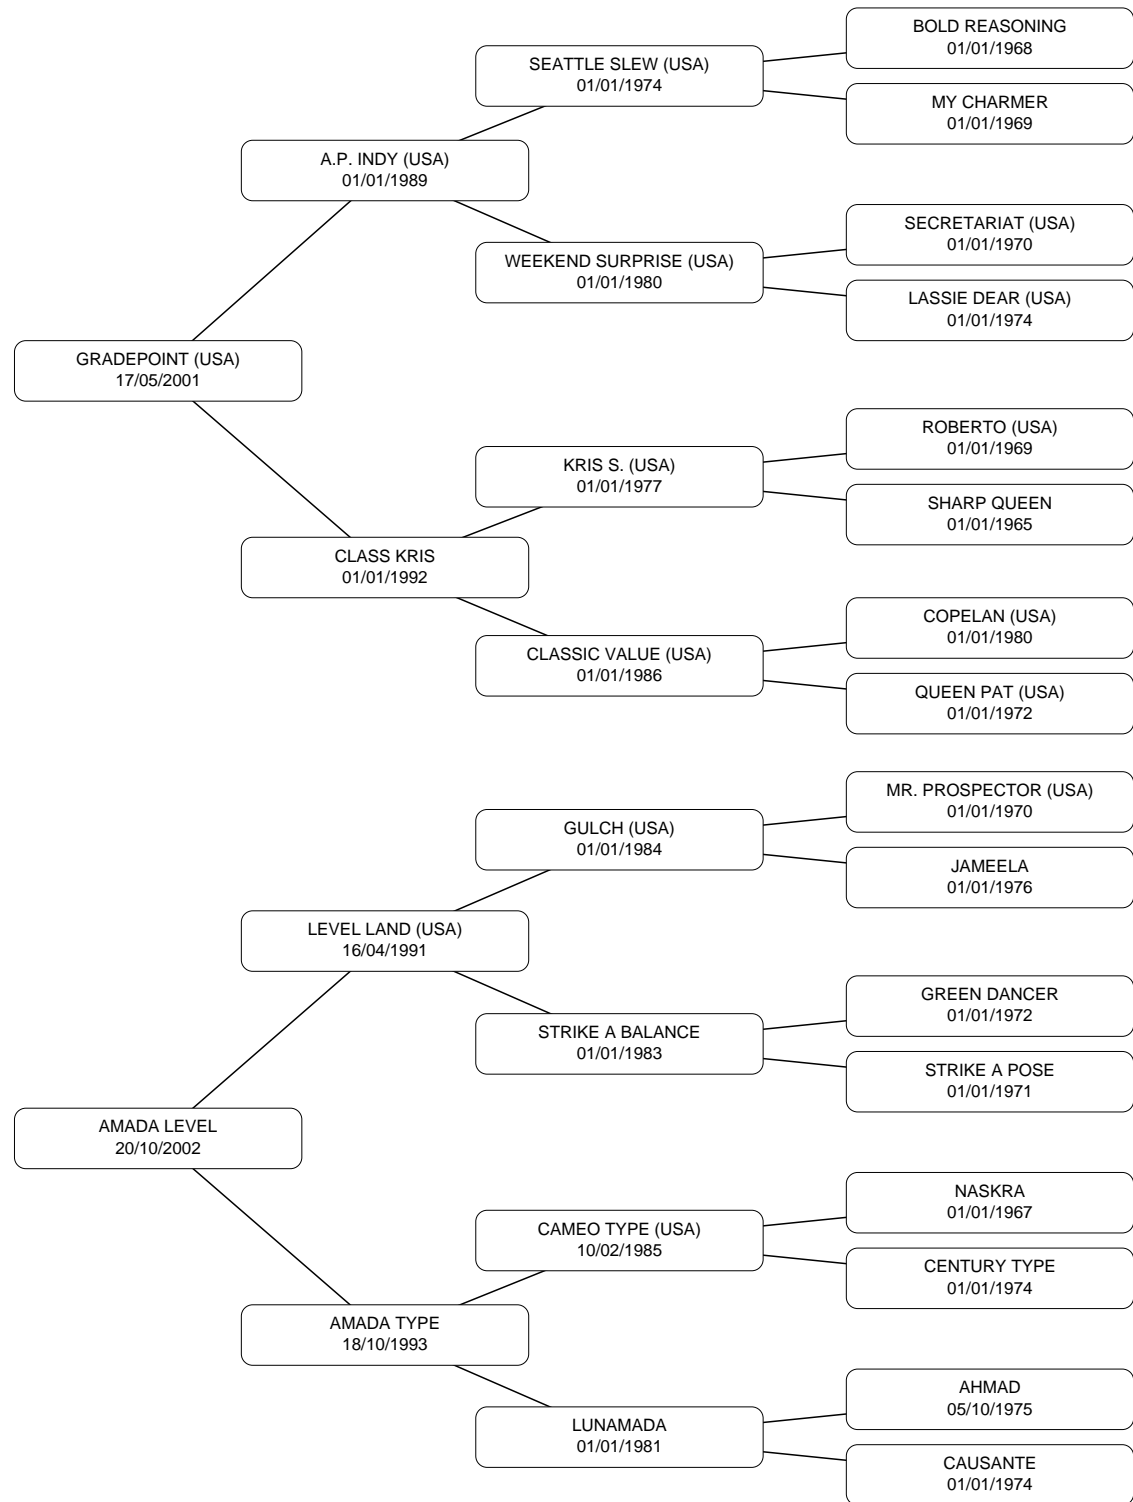 BOLD REASONING
01/01/1968
SEATTLE SLEW (USA)
01/01/1974
MY CHARMER
01/01/1969
A.P. INDY (USA)
01/01/1989
SECRETARIAT (USA)
01/01/1970
WEEKEND SURPRISE (USA)
01/01/1980
LASSIE DEAR (USA)
01/01/1974
GRADEPOINT (USA)
17/05/2001
ROBERTO (USA)
01/01/1969
KRIS S. (USA)
01/01/1977
SHARP QUEEN
01/01/1965
CLASS KRIS
01/01/1992
COPELAN (USA)
01/01/1980
CLASSIC VALUE (USA)
01/01/1986
QUEEN PAT (USA)
01/01/1972
MR. PROSPECTOR (USA)
01/01/1970
GULCH (USA)
01/01/1984
JAMEELA
01/01/1976
LEVEL LAND (USA)
16/04/1991
GREEN DANCER
01/01/1972
STRIKE A BALANCE
01/01/1983
STRIKE A POSE
01/01/1971
AMADA LEVEL
20/10/2002
NASKRA
01/01/1967
CAMEO TYPE (USA)
10/02/1985
CENTURY TYPE
01/01/1974
AMADA TYPE
18/10/1993
AHMAD
05/10/1975
LUNAMADA
01/01/1981
CAUSANTE
01/01/1974